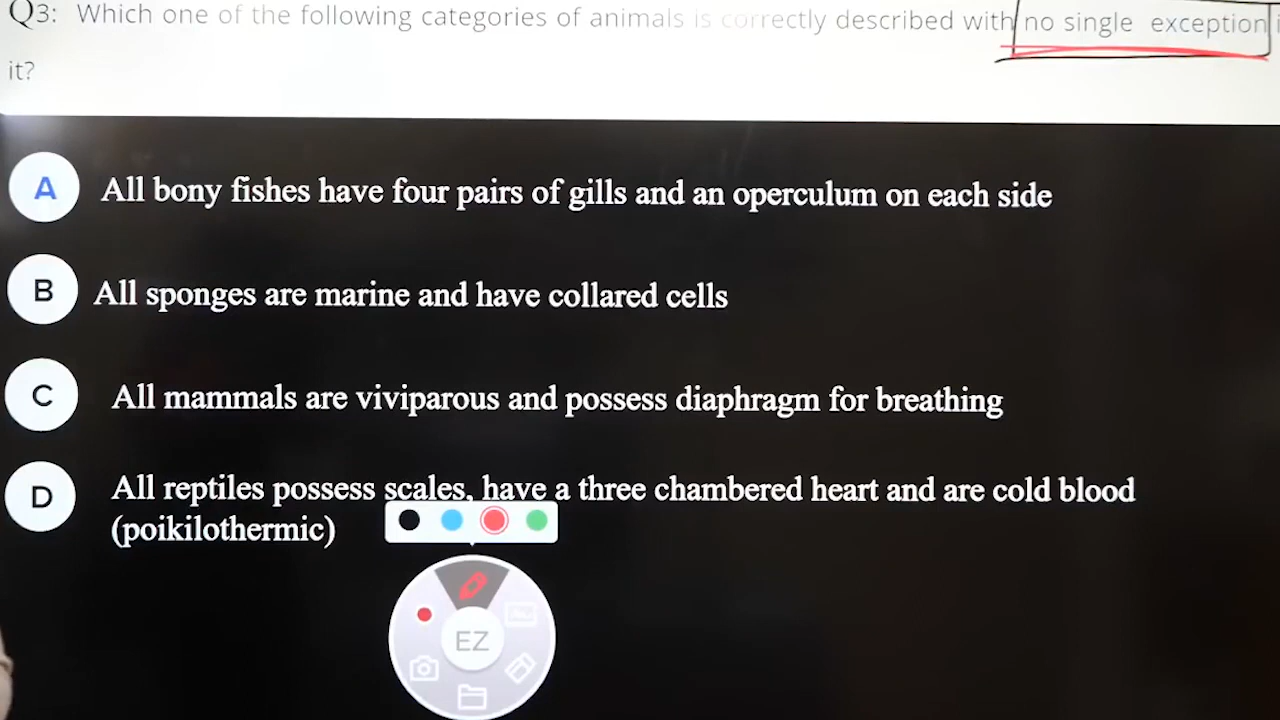 Q3: Which one of the following categories of animals is correctly described with no single exception
it?
A All bony fishes have four pairs of gills and an operculum on each side
B All sponges are marine and have collared cells
C All mammals are viviparous and possess diaphragm for breathing
D All reptiles possess scales, have a three chambered heart and are cold blood
(poikilothermic)
EZ